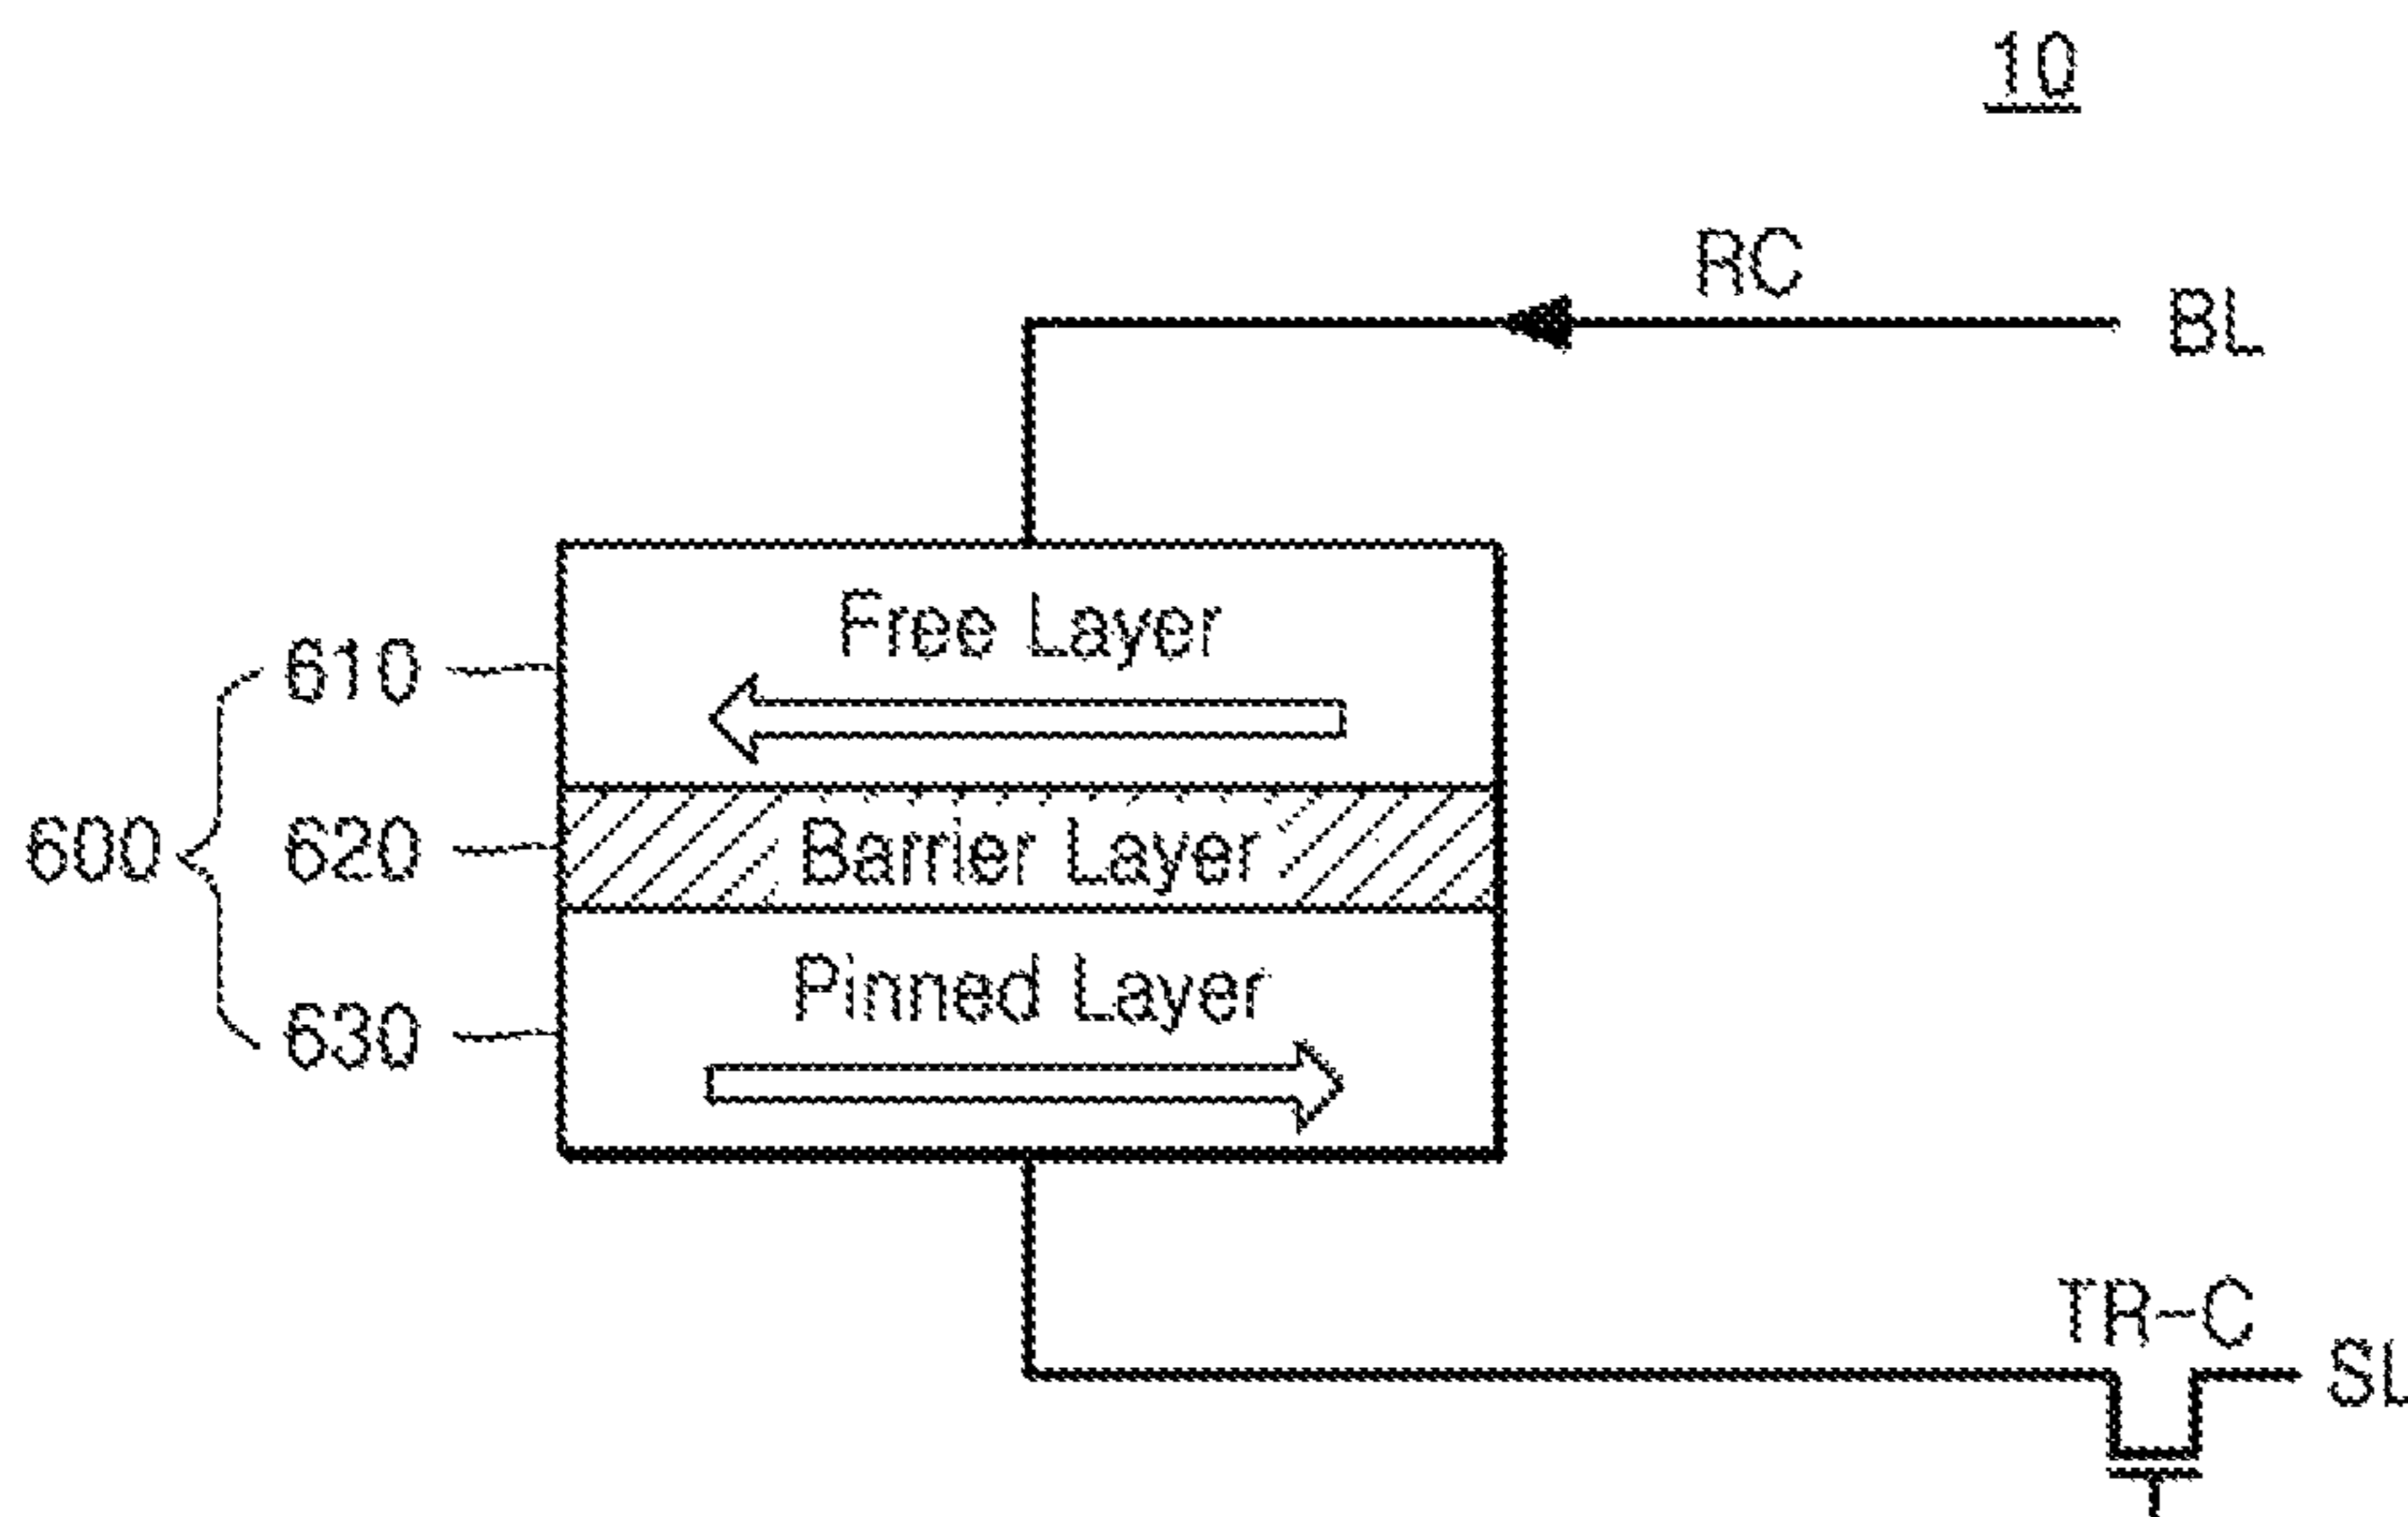 10
RC
BL
Free Layer
610
600
620
Barrier Layer
Pinned Layer
630
TR-C
SL